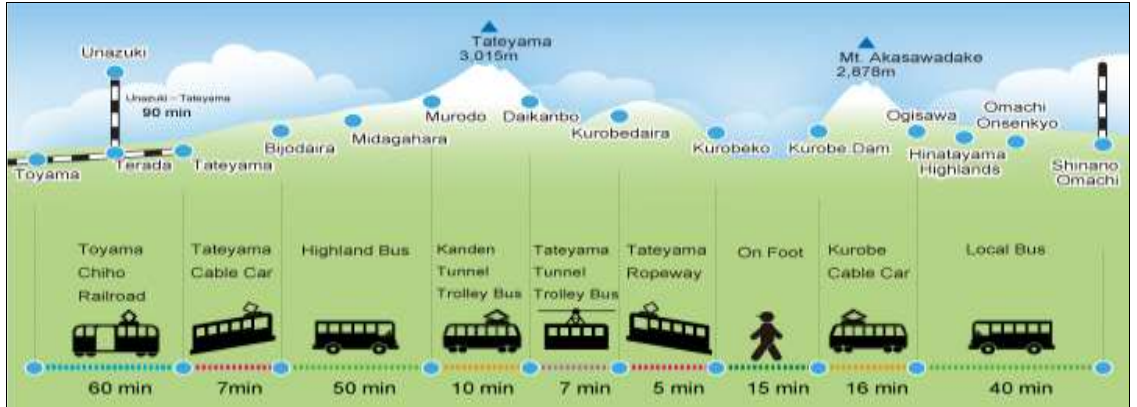 Tateyama
3,015m
Mt. Akasawadake
2,878m
Unazuki
Unazuki – Tateyama
90 min
Toyama
Terada
Tateyama
Bijodaira
Midagahara
Murodo
Daikanbo
Kurobedaira
Kurobeko
Kurobe Dam
Ogisawa
Hinatayama
Highlands
Omachi
Onsenkyo
Shinano
Omachi
Toyama
Chiho
Railroad
Tateyama
Cable Car
Highland Bus
Kanden
Tunnel
Trolley Bus
Tateyama
Tunnel
Trolley Bus
Tateyama
Ropeway
On Foot
Kurobe
Cable Car
Local Bus
60 min
7min
50 min
10 min
7 min
5 min
15 min
16 min
40 min